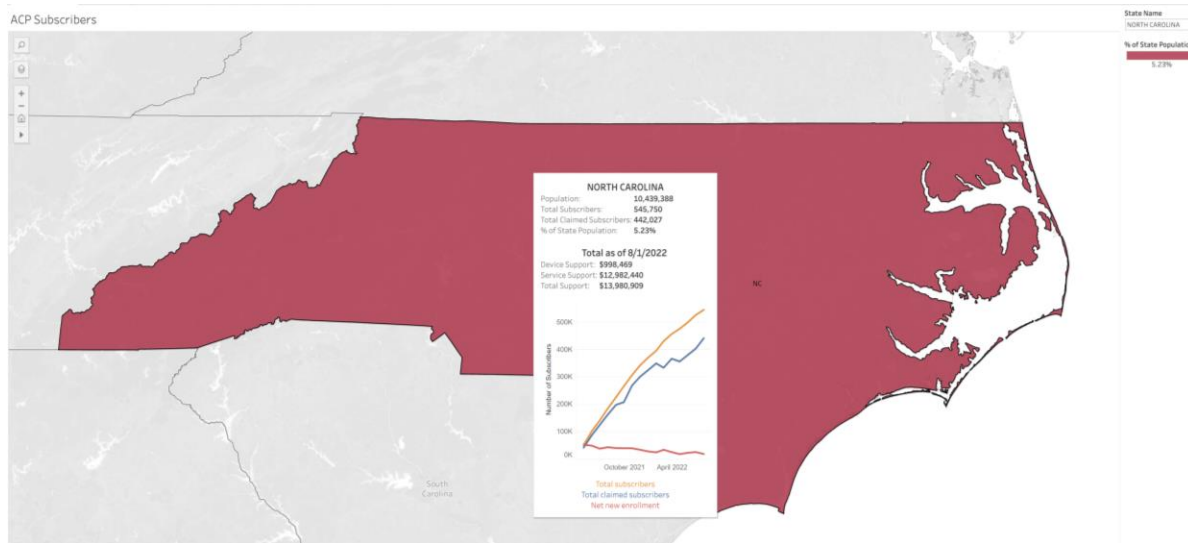 ACP Subscribers
State Name
NORTH CAROLINA
% of State Populatio
5.23%
NORTH CAROLINA
Population: 10,439,388
Total Subscribers: 545,750
Total Claimed Subscribers: 442,027
% of State Population: 5.23%
Total as of 8/1/2022
Device Support: $998,469
Service Support: $12,982,440
Total Support: $13,980,909
NC
Number of Subscribers
500K
400K
300K
200K
100K
0K
October 2021 April 2022
Total subscribers
Total claimed subscribers
Net new enrollment
South
Carolina